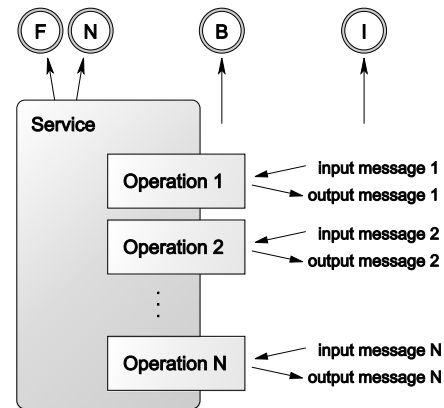 F N B I
Service
Operation 1
input message 1
output message 1
Operation 2
input message 2
output message 2
Operation N
input message N
output message N